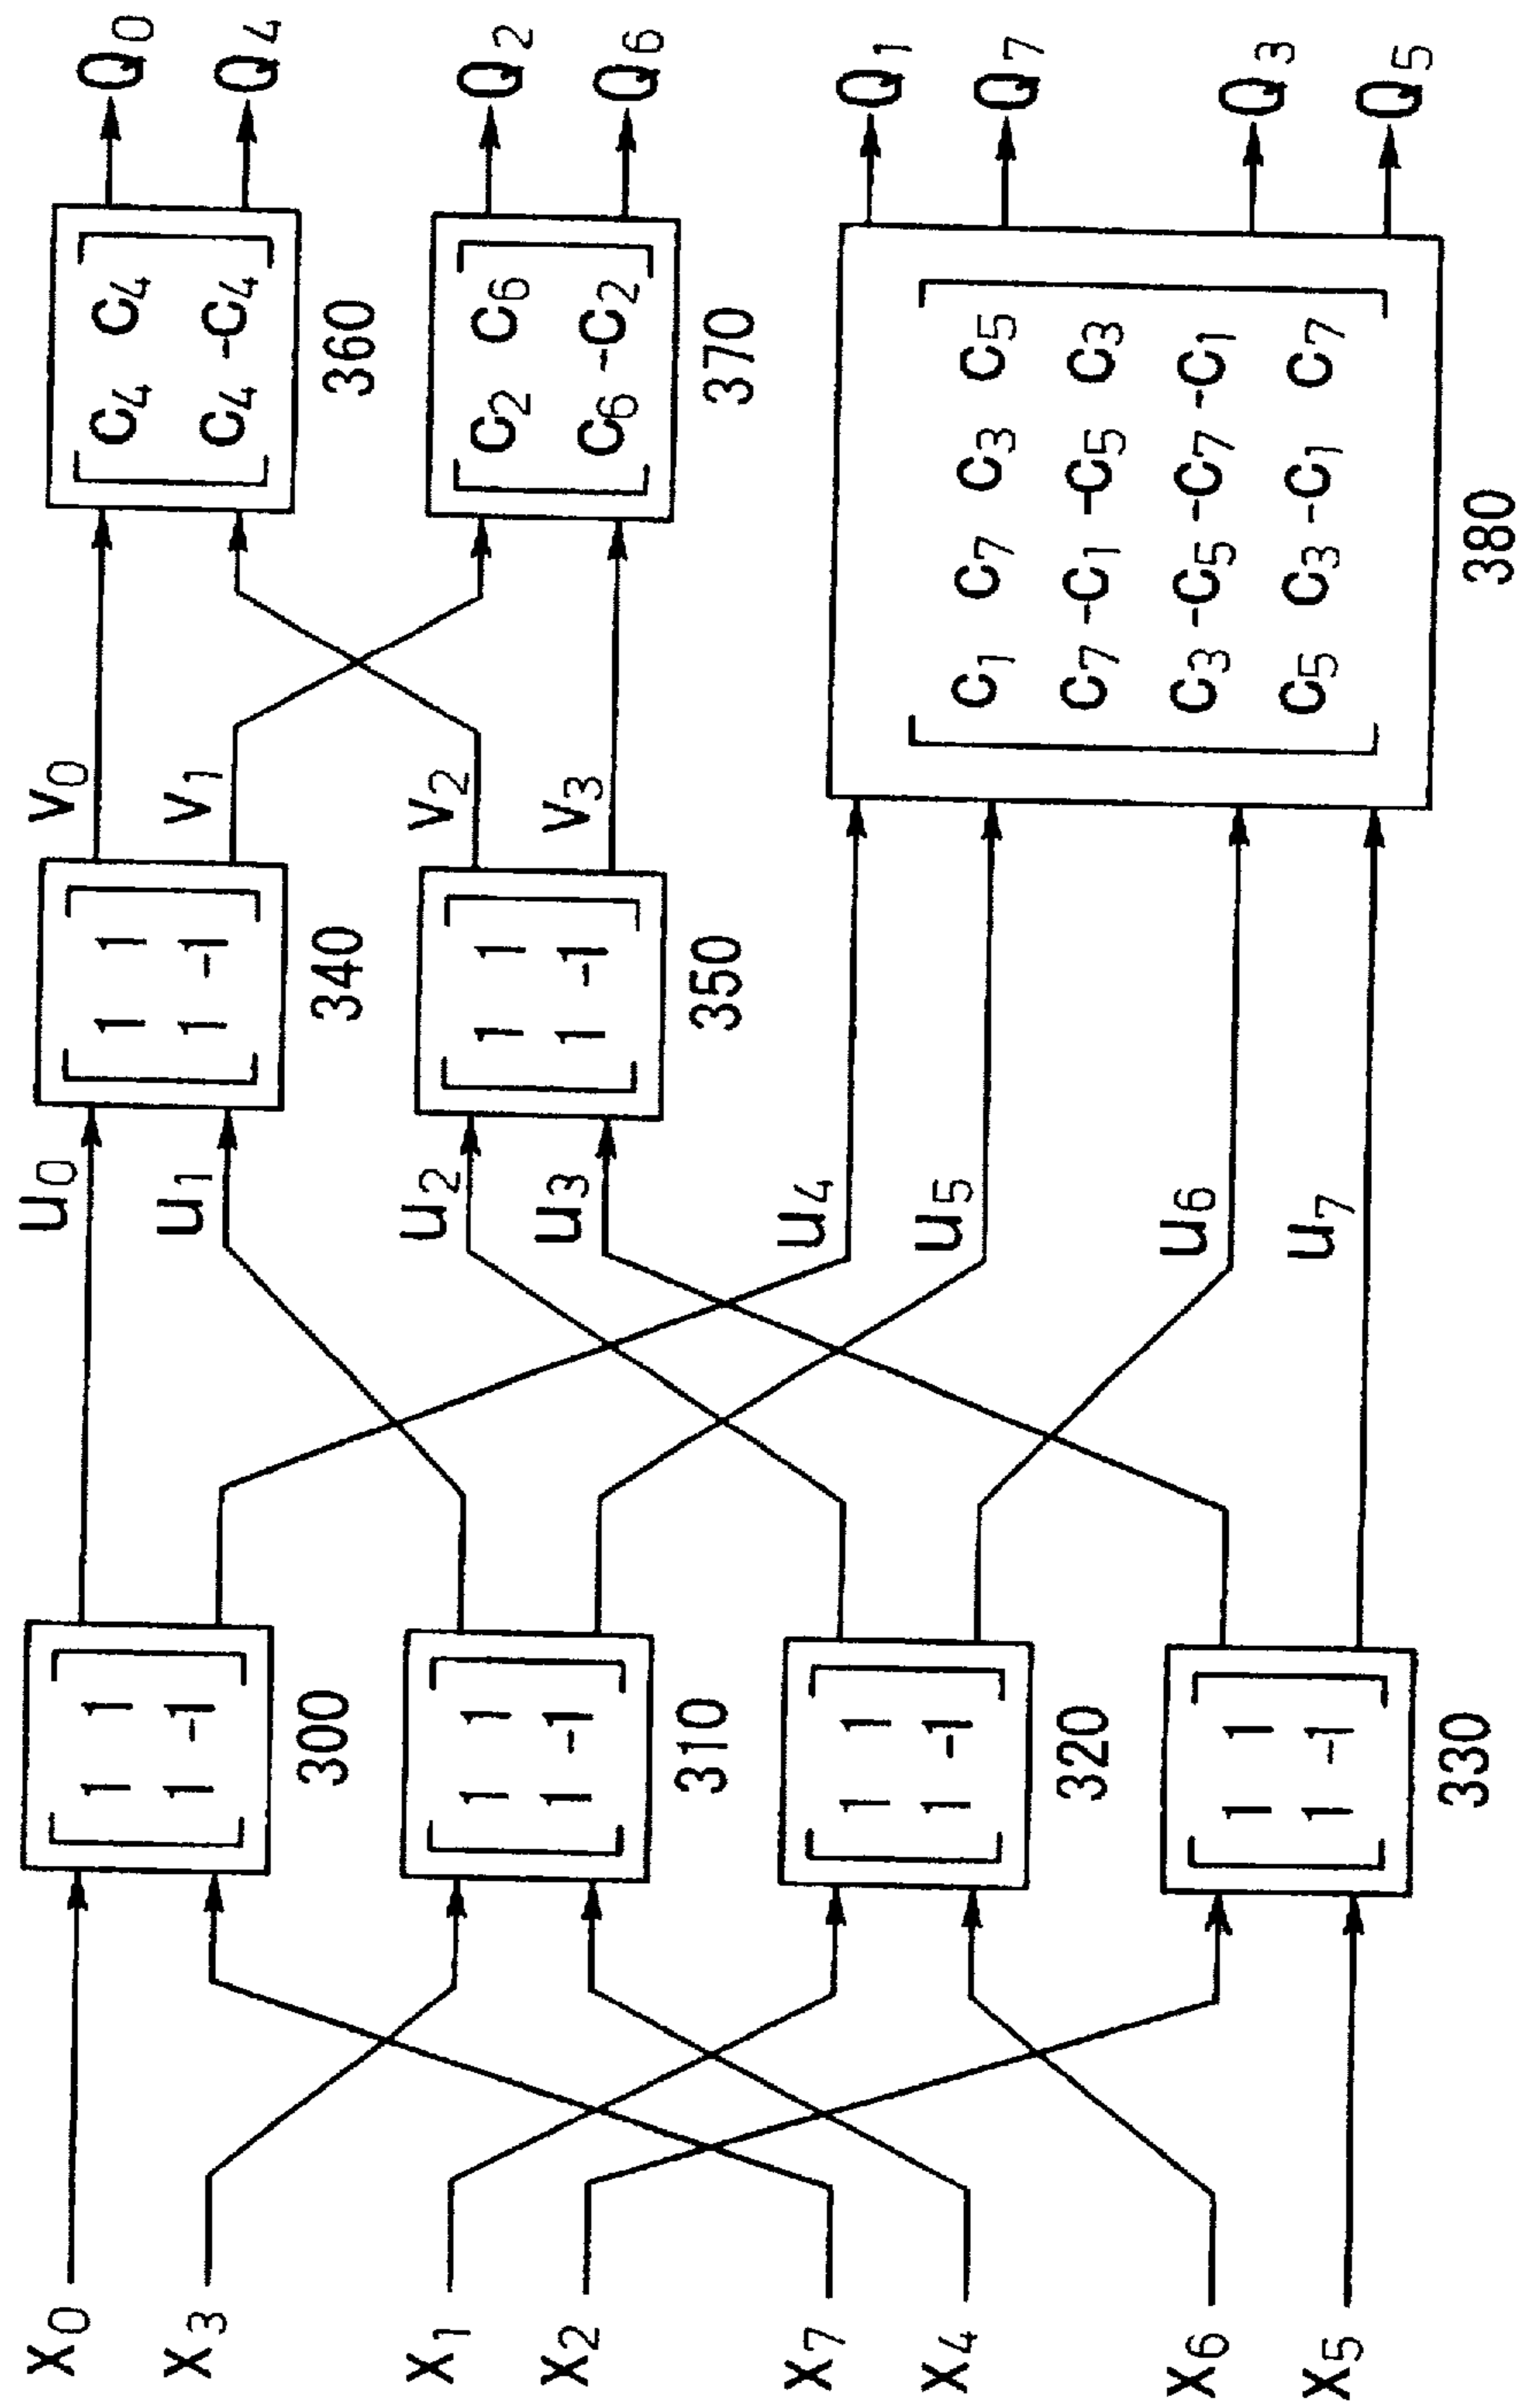 X0
X3
X1
X2
X7
X4
X6
X5
1 1
1 -1
300
1 1
1 -1
310
1 1
1 -1
320
1 1
1 -1
330
u0
u1
u2
u3
u4
u5
u6
u7
1 1
1 -1
340
1 1
1 -1
350
v0
v1
v2
v3
C4 C4
C4 -C4
360
C2 C6
C6 -C2
370
C1 C7 C3 C5
C7 -C1 -C5 C3
C3 -C5 -C7 -C1
C5 C3 -C1 C7
380
Q0
Q4
Q2
Q6
Q1
Q7
Q3
Q5